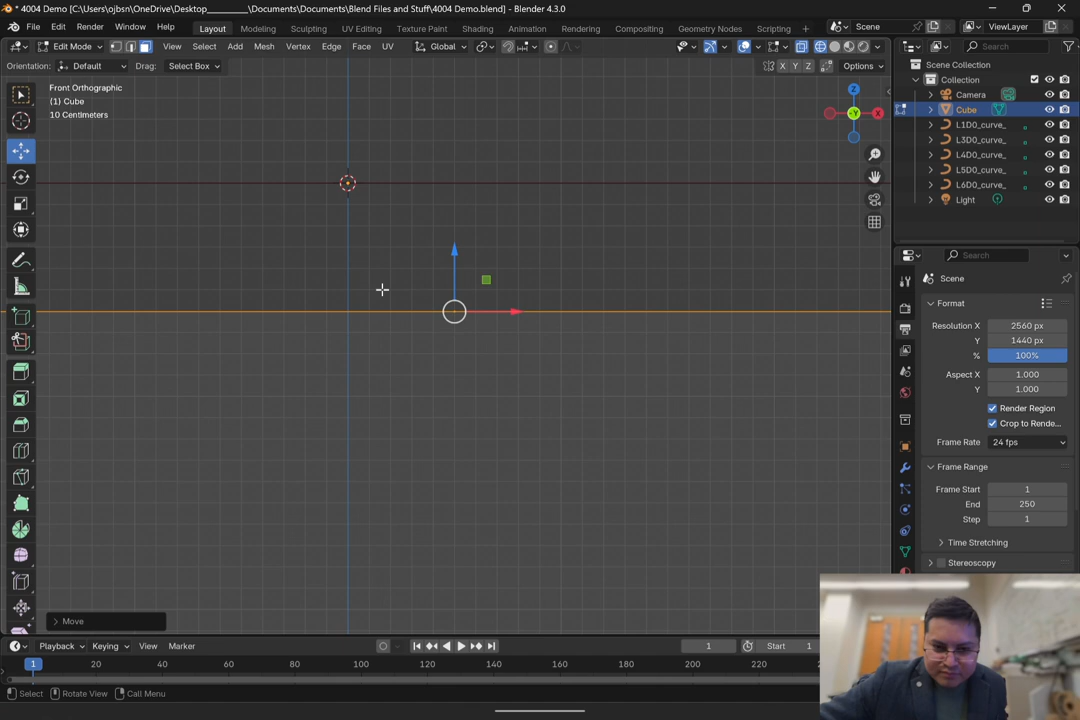 * 4004 Demo [C:\Users\ojbsn\OneDrive\Desktop_________\Documents\Documents\Blend Files and Stuff\4004 Demo.blend] - Blender 4.3.0
File Edit Render Window Help Layout Modeling Sculpting UV Editing Texture Paint Shading Animation Rendering Compositing Geometry Nodes Scripting Scene ViewLayer
Edit Mode View Select Add Mesh Vertex Edge Face UV Global Search
Orientation: Default Drag: Select Box X Y Z Options Scene Collection
Front Orthographic
(1) Cube
10 Centimeters
Z
-Y
X
Collection
Camera
Cube
L1D0_curve_
L3D0_curve_
L4D0_curve_
L5D0_curve_
L6D0_curve_
Light
Search
Scene
Format
Resolution X 2560 px
Y 1440 px
% 100%
Aspect X 1.000
Y 1.000
Render Region
Crop to Rende...
Frame Rate 24 fps
Frame Range
Frame Start 1
End 250
Step 1
Time Stretching
Stereoscopy
Move
Playback Keying View Marker 1 Start 1
1 20 40 60 80 100 120 140 160 180 200 220
Select Rotate View Call Menu